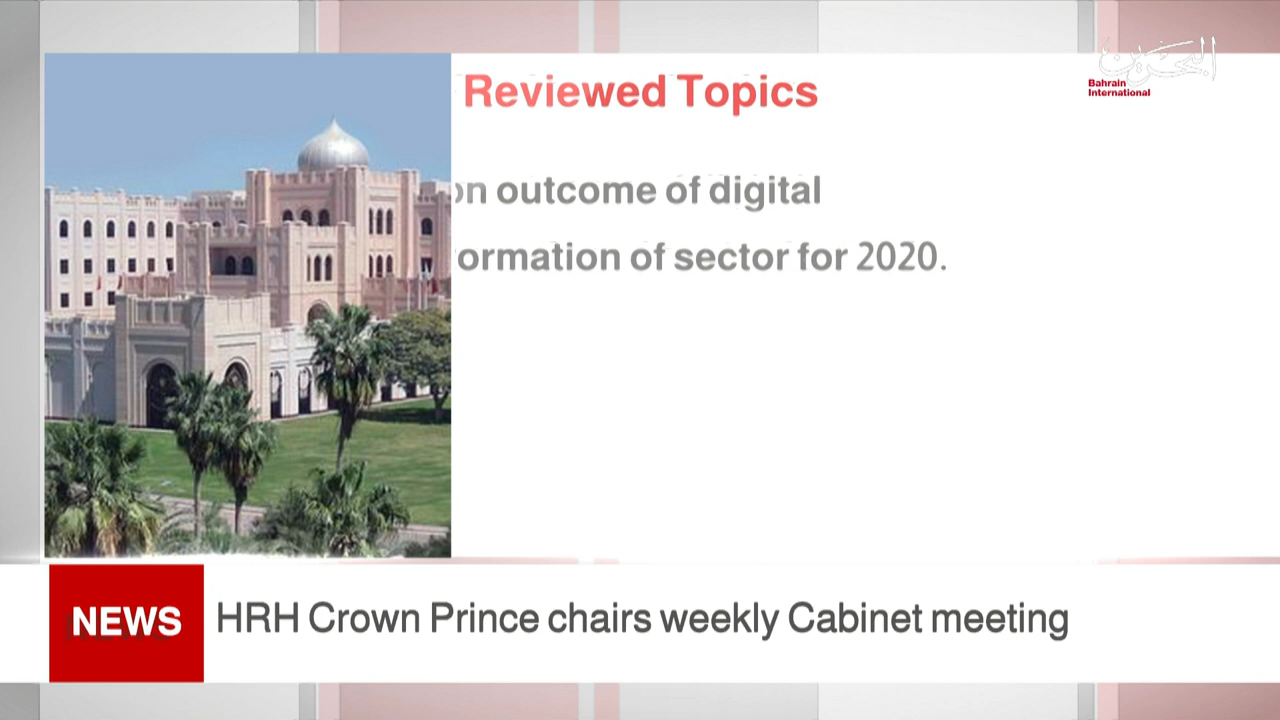 البحرين
Bahrain
International
Reviewed Topics
on outcome of digital
ormation of sector for 2020.
NEWS
HRH Crown Prince chairs weekly Cabinet meeting